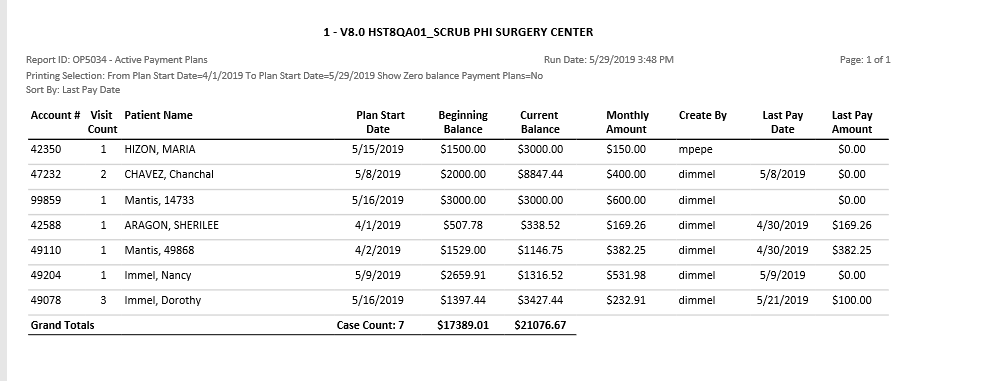 1 - V8.0 HST8QA01_SCRUB PHI SURGERY CENTER
Report ID: OP5034 - Active Payment Plans Run Date: 5/29/2019 3:48 PM Page: 1 of 1
Printing Selection: From Plan Start Date=4/1/2019 To Plan Start Date=5/29/2019 Show Zero balance Payment Plans=No
Sort By: Last Pay Date
Account # Visit Patient Name Plan Start Beginning Current Monthly Create By Last Pay Last Pay
Count Date Balance Balance Amount Date Amount
42350 1 HIZON, MARIA 5/15/2019 $1500.00 $3000.00 $150.00 mpepe $0.00
47232 2 CHAVEZ, Chanchal 5/8/2019 $2000.00 $8847.44 $400.00 dimmel 5/8/2019 $0.00
99859 1 Mantis, 14733 5/16/2019 $3000.00 $3000.00 $600.00 dimmel $0.00
42588 1 ARAGON, SHERILEE 4/1/2019 $507.78 $338.52 $169.26 dimmel 4/30/2019 $169.26
49110 1 Mantis, 49868 4/2/2019 $1529.00 $1146.75 $382.25 dimmel 4/30/2019 $382.25
49204 1 Immel, Nancy 5/9/2019 $2659.91 $1316.52 $531.98 dimmel 5/9/2019 $0.00
49078 3 Immel, Dorothy 5/16/2019 $1397.44 $3427.44 $232.91 dimmel 5/21/2019 $100.00
Grand Totals Case Count: 7 $17389.01 $21076.67